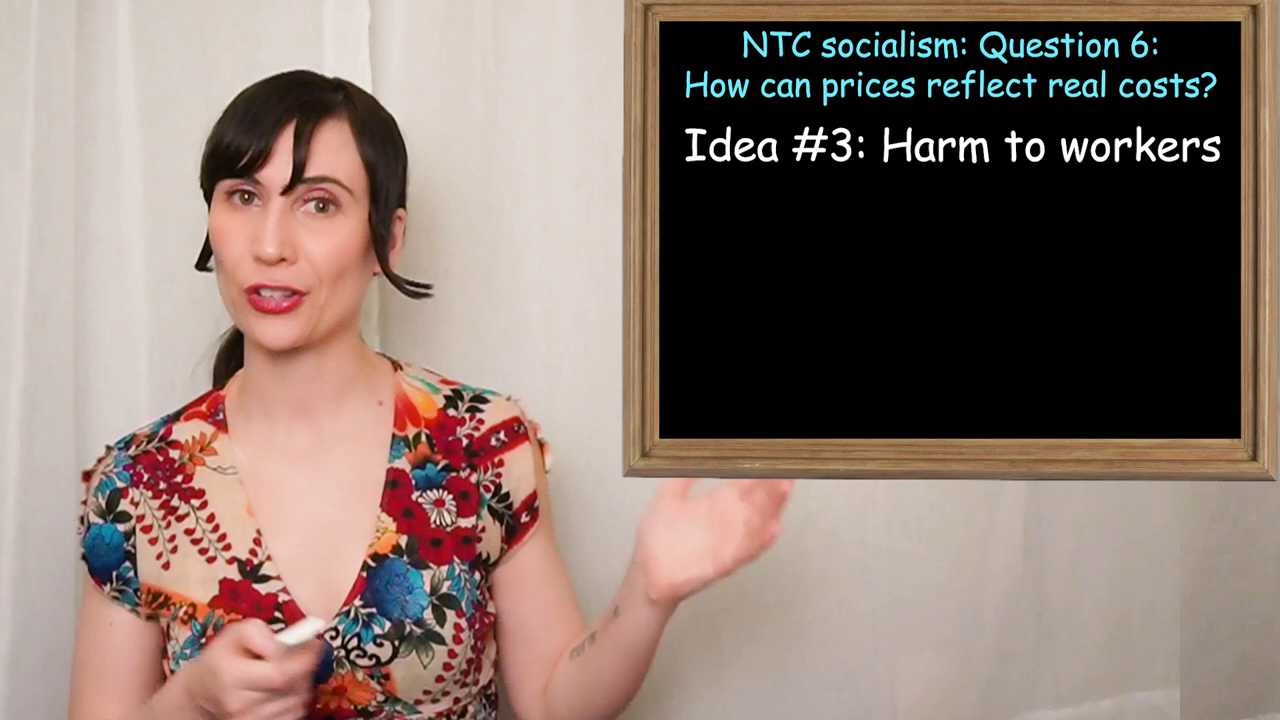 NTC socialism: Question 6:
How can prices reflect real costs?
Idea #3: Harm to workers